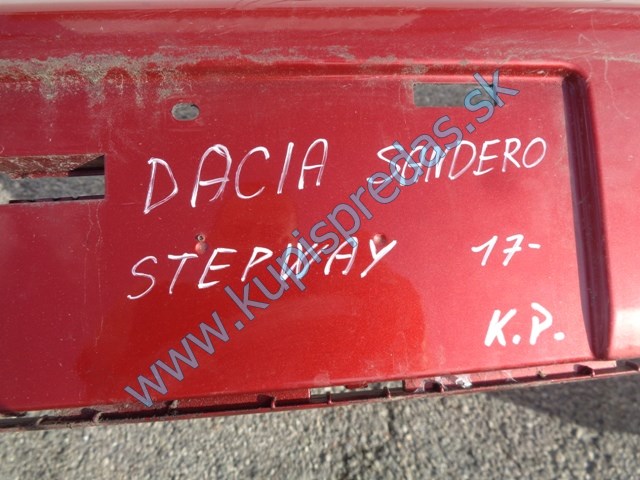 DACIA SANDERO
STEPWAY 17-
K.P.
www.kupispredas.sk